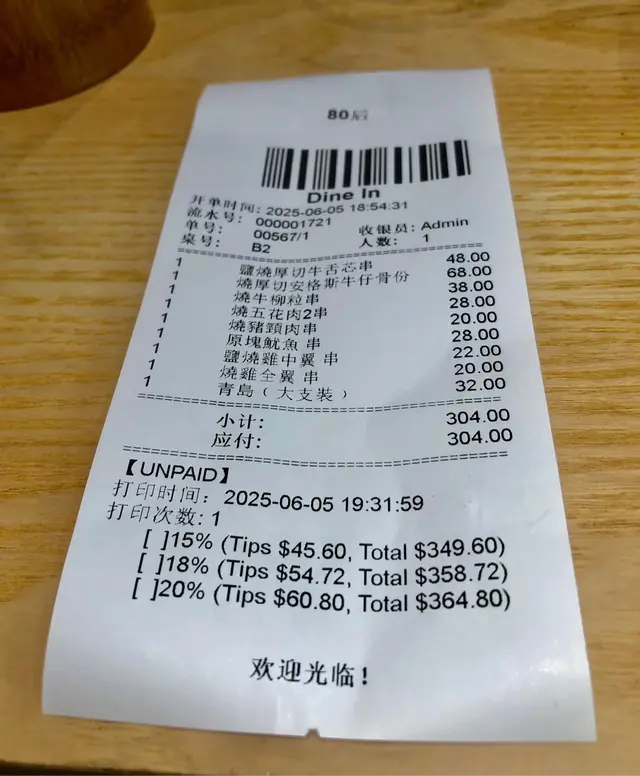 80后
Dine In
开单时间: 2025-06-05 18:54:31
流水号: 000001721
单号: 00567/1 收银员: Admin
桌号: B2 人数: 1
1 鹽燒厚切牛舌芯串 48.00
1 燒厚切安格斯牛仔骨份 68.00
1 燒牛柳粒串 38.00
1 燒五花肉2串 28.00
1 燒豬頸肉串 20.00
1 原塊魷魚 串 28.00
1 鹽燒雞中翼 串 22.00
1 燒雞全翼 串 20.00
1 青島（大支裝） 32.00
小计: 304.00
应付: 304.00
【UNPAID】
打印时间: 2025-06-05 19:31:59
打印次数: 1
[ ]15% (Tips $45.60, Total $349.60)
[ ]18% (Tips $54.72, Total $358.72)
[ ]20% (Tips $60.80, Total $364.80)
欢迎光临!